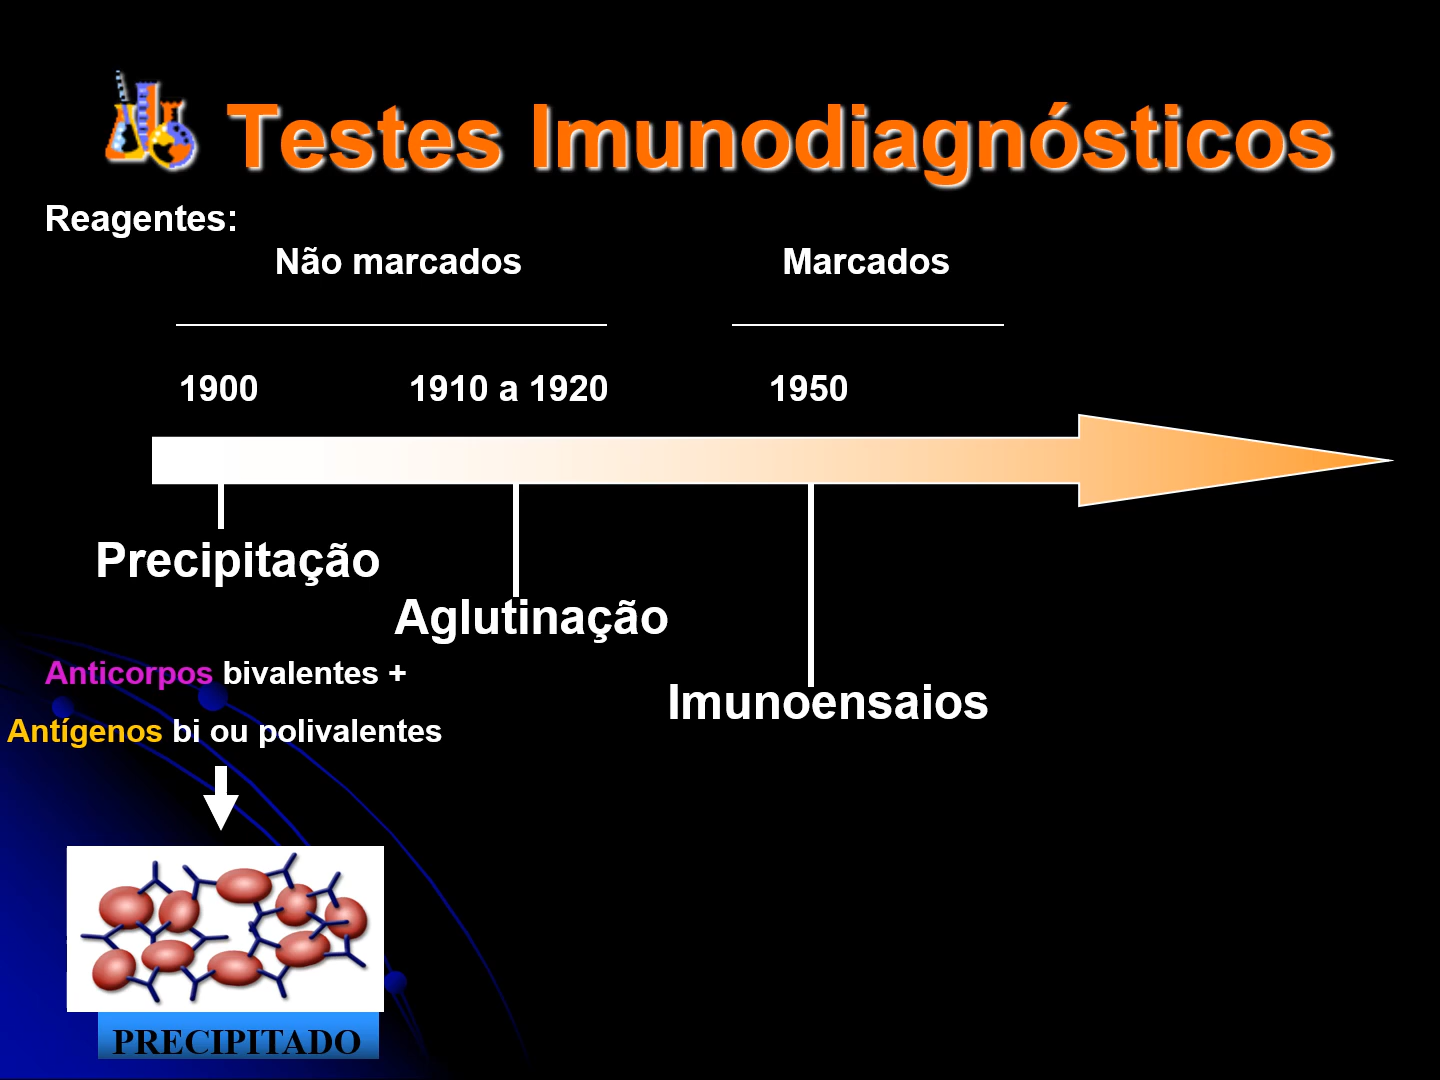 Testes Imunodiagnósticos
Reagentes:
Não marcados Marcados
1900 1910 a 1920 1950
Precipitação
Aglutinação
Anticorpos bivalentes +
Imunoensaios
Antígenos bi ou polivalentes
PRECIPITADO